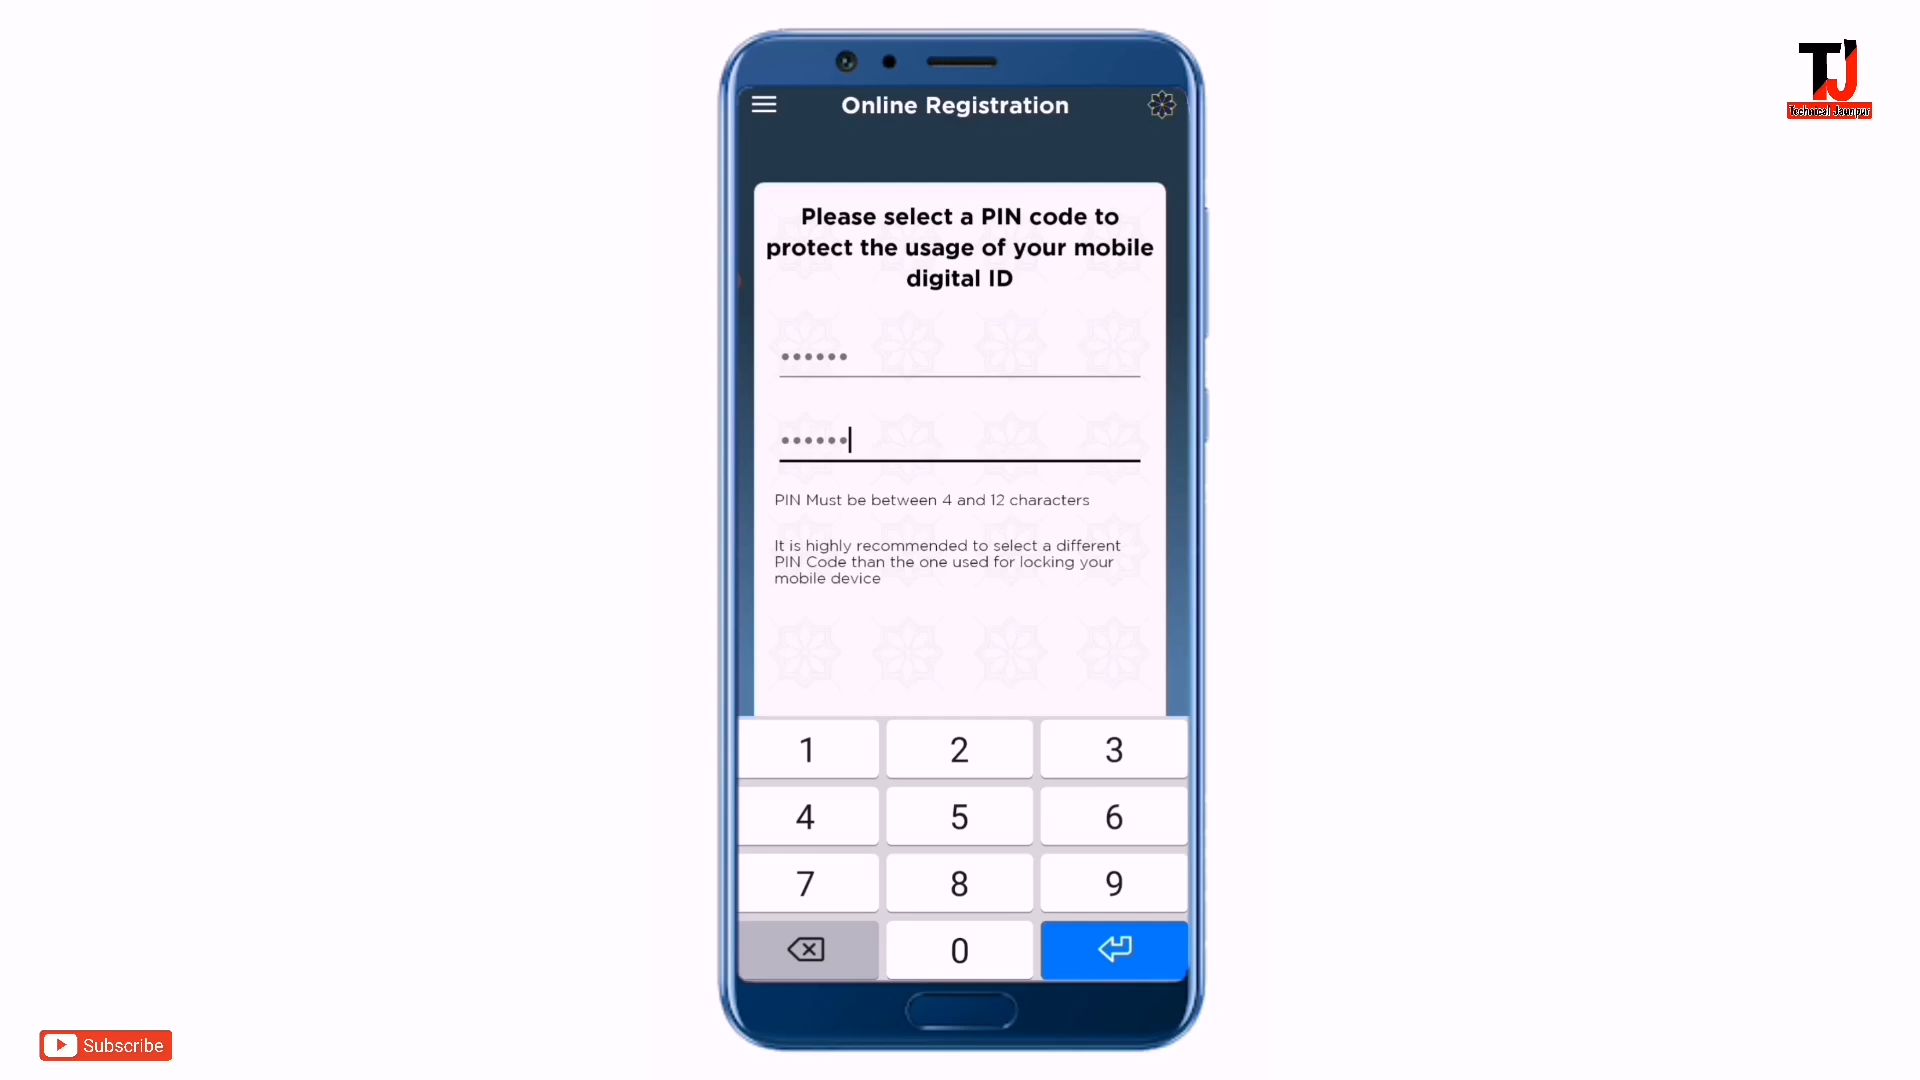 Online Registration
TJ
Technical Jaunpur
Please select a PIN code to
protect the usage of your mobile
digital ID
••••••
••••••
PIN Must be between 4 and 12 characters
It is highly recommended to select a different
PIN Code than the one used for locking your
mobile device
1 2 3
4 5 6
7 8 9
0
Subscribe